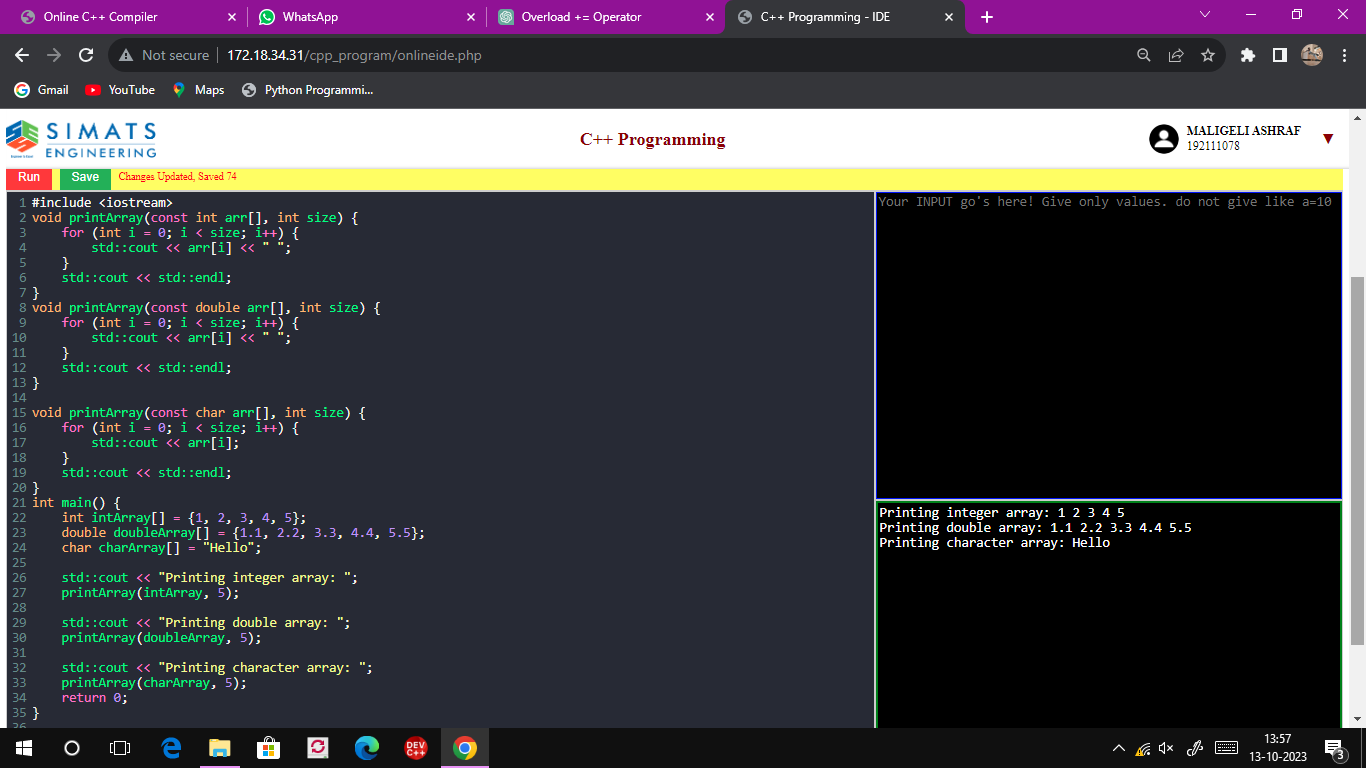 Online C++ Compiler
WhatsApp
Overload += Operator
C++ Programming - IDE
Not secure
172.18.34.31/cpp_program/onlineide.php
Gmail
YouTube
Maps
Python Programmi...
SIMATS
ENGINEERING
C++ Programming
MALIGELI ASHRAF
192111078
Run
Save
Changes Updated, Saved 74
1 #include <iostream>
2 void printArray(const int arr[], int size) {
3     for (int i = 0; i < size; i++) {
4         std::cout << arr[i] << " ";
5     }
6     std::cout << std::endl;
7 }
8 void printArray(const double arr[], int size) {
9     for (int i = 0; i < size; i++) {
10         std::cout << arr[i] << " ";
11     }
12     std::cout << std::endl;
13 }
14
15 void printArray(const char arr[], int size) {
16     for (int i = 0; i < size; i++) {
17         std::cout << arr[i];
18     }
19     std::cout << std::endl;
20 }
21 int main() {
22     int intArray[] = {1, 2, 3, 4, 5};
23     double doubleArray[] = {1.1, 2.2, 3.3, 4.4, 5.5};
24     char charArray[] = "Hello";
25
26     std::cout << "Printing integer array: ";
27     printArray(intArray, 5);
28
29     std::cout << "Printing double array: ";
30     printArray(doubleArray, 5);
31
32     std::cout << "Printing character array: ";
33     printArray(charArray, 5);
34     return 0;
35 }
36
Your INPUT go's here! Give only values. do not give like a=10
Printing integer array: 1 2 3 4 5
Printing double array: 1.1 2.2 3.3 4.4 5.5
Printing character array: Hello
DEV
C++
13:57
13-10-2023
3